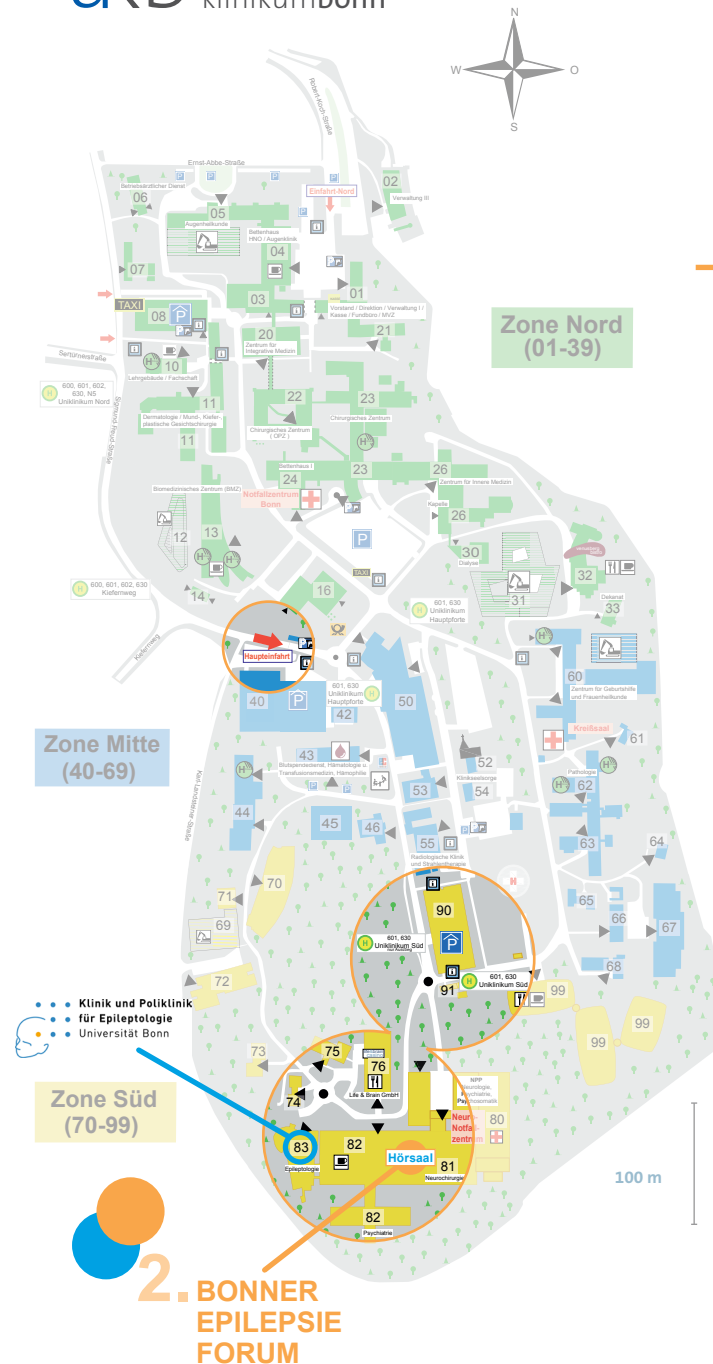 klinikumbonn
N
W
O
S
Robert-Koch-Straße
Ernst-Abbe-Straße
Betriebsärztlicher Dienst
06
05
Augenheilkunde
Einfahrt-Nord
02
Verwaltung III
Bettenhaus
HNO / Augenklinik
04
07
TAXI
08
03
01
Vorstand / Direktion / Verwaltung I /
Kasse / Fundbüro / MVZ
Zone Nord
(01-39)
20
Zentrum für
Integrative Medizin
21
Sertürnerstraße
10
Lehrgebäude / Fachschaft
H
600, 601, 602,
630, N5
Uniklinikum Nord
Sigmund-Freud-Straße
11
Dermatologie / Mund-, Kiefer-,
plastische Gesichtschirurgie
11
22
Chirurgisches Zentrum
( OPZ )
23
Chirurgisches Zentrum
Bettenhaus I
24
23
26
Zentrum für Innere Medizin
Biomedizinisches Zentrum (BMZ)
Notfallzentrum
Bonn
Kapelle
26
12
13
P
30
Dialyse
31
32
Dekanat
33
TAXI
H
600, 601, 602, 630
Kiefernweg
14
16
H
601, 630
Uniklinikum
Hauptpforte
Kiefernweg
Haupteinfahrt
40
P
42
601, 630
Uniklinikum
Hauptpforte
H
50
60
Zentrum für Geburtshilfe
und Frauenheilkunde
Kreißsaal
61
Zone Mitte
(40-69)
43
Blutspendedienst, Hämatologie u.
Transfusionsmedizin, Hämophilie
52
Klinikseelsorge
54
53
Pathologie
62
Karl-Landsteiner-Straße
44
45
46
55
Radiologische Klinik
und Strahlentherapie
63
64
H
70
71
69
72
90
P
H
601, 630
Uniklinikum Süd
nur Ausstieg
91
H
601, 630
Uniklinikum Süd
65
66
67
68
99
99
99
Klinik und Poliklinik
für Epileptologie
Universität Bonn
73
75
74
76
Life & Brain GmbH
NPP
Neurologie,
Psychiatrie,
Psychosomatik
Zone Süd
(70-99)
Neuro-
Notfall-
zentrum
80
83
Epileptologie
82
Hörsaal
81
Neurochirurgie
82
Psychiatrie
100 m
2. BONNER
EPILEPSIE
FORUM